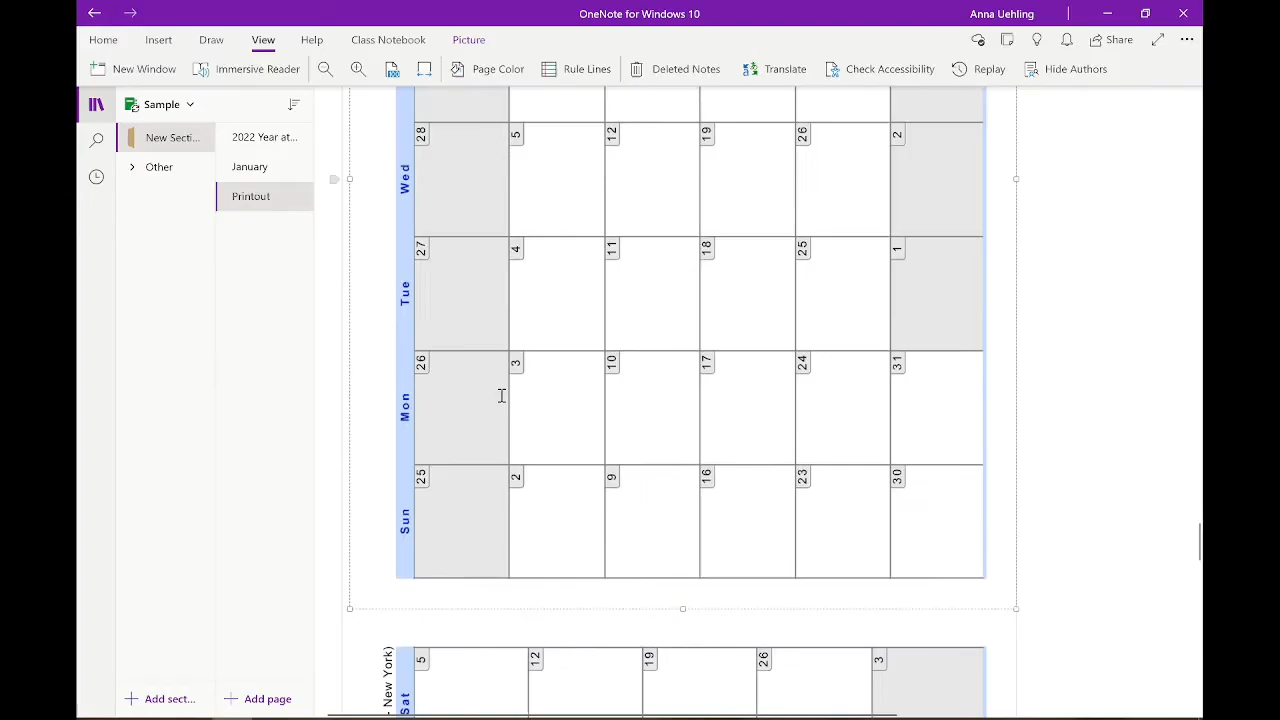 OneNote for Windows 10
Anna Uehling
Home Insert Draw View Help Class Notebook Picture
Share
New Window Immersive Reader Page Color Rule Lines Deleted Notes Translate Check Accessibility Replay Hide Authors
Sample
New Secti...
Other
2022 Year at...
January
Printout
Wed 28 5 12 19 26 2
Tue 27 4 11 18 25 1
Mon 26 3 10 17 24 31
Sun 25 2 9 16 23 30
- New York)
Sat 5 12 19 26 3
Add sect...
Add page